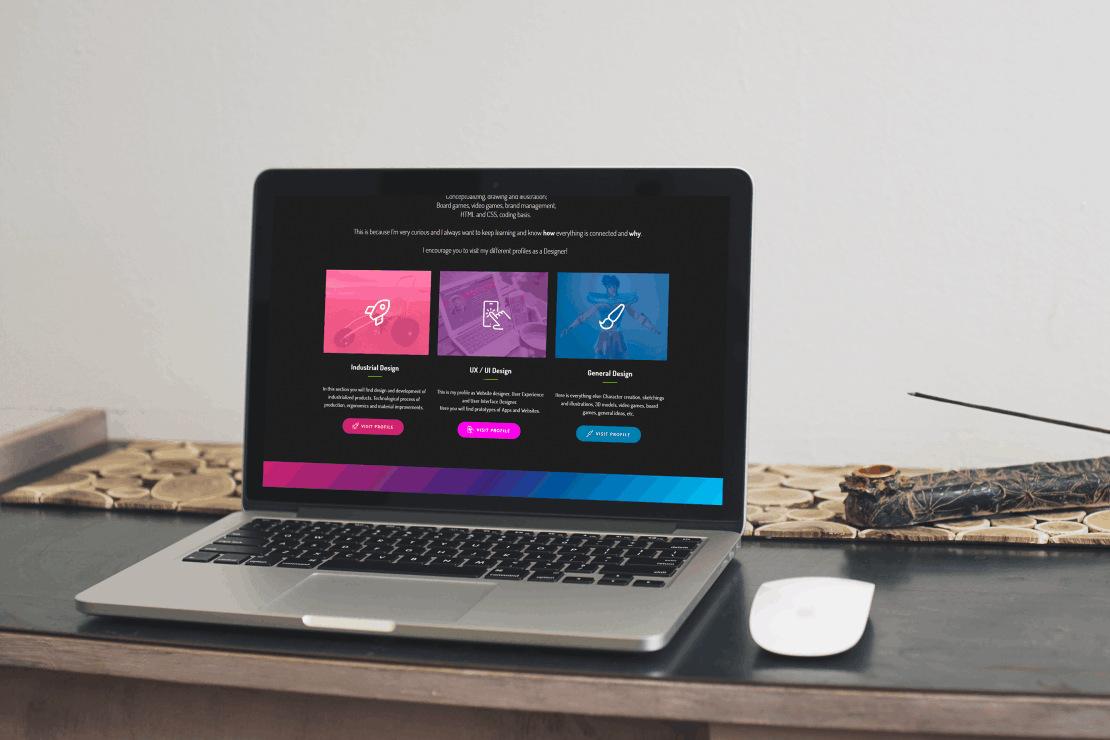 Conceptualizing, drawing and illustration;
Board games, video games, brand management,
HTML and CSS, coding basis.
This is because I'm very curious and I always want to keep learning and know how everything is connected and why.
I encourage you to visit my different profiles as a Designer!
Industrial Design
In this section you will find design and development of
industrialized products, Technological process of
production, ergonomics and material improvements.
VISIT PROFILE
UX / UI Design
This is my profile as Website designer, User Experience
and User Interface Designer.
Here you will find prototypes of Apps and Websites.
VISIT PROFILE
General Design
Here is everything else: Character creation, sketchings
and illustrations, 3D models, video games, board
games, general ideas, etc.
VISIT PROFILE
command
option